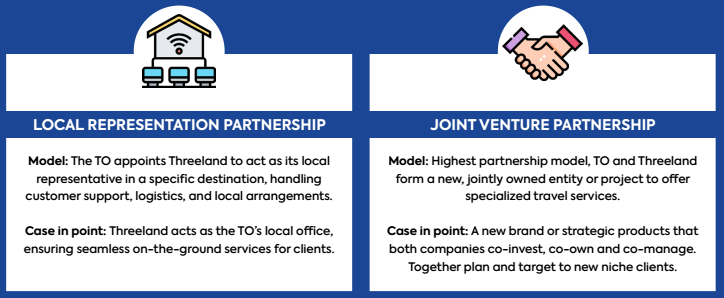 LOCAL REPRESENTATION PARTNERSHIP
Model: The TO appoints Threeland to act as its local
representative in a specific destination, handling
customer support, logistics, and local arrangements.
Case in point: Threeland acts as the TO's local office,
ensuring seamless on-the-ground services for clients.
JOINT VENTURE PARTNERSHIP
Model: Highest partnership model, TO and Threeland
form a new, jointly owned entity or project to offer
specialized travel services.
Case in point: A new brand or strategic products that
both companies co-invest, co-own and co-manage.
Together plan and target to new niche clients.